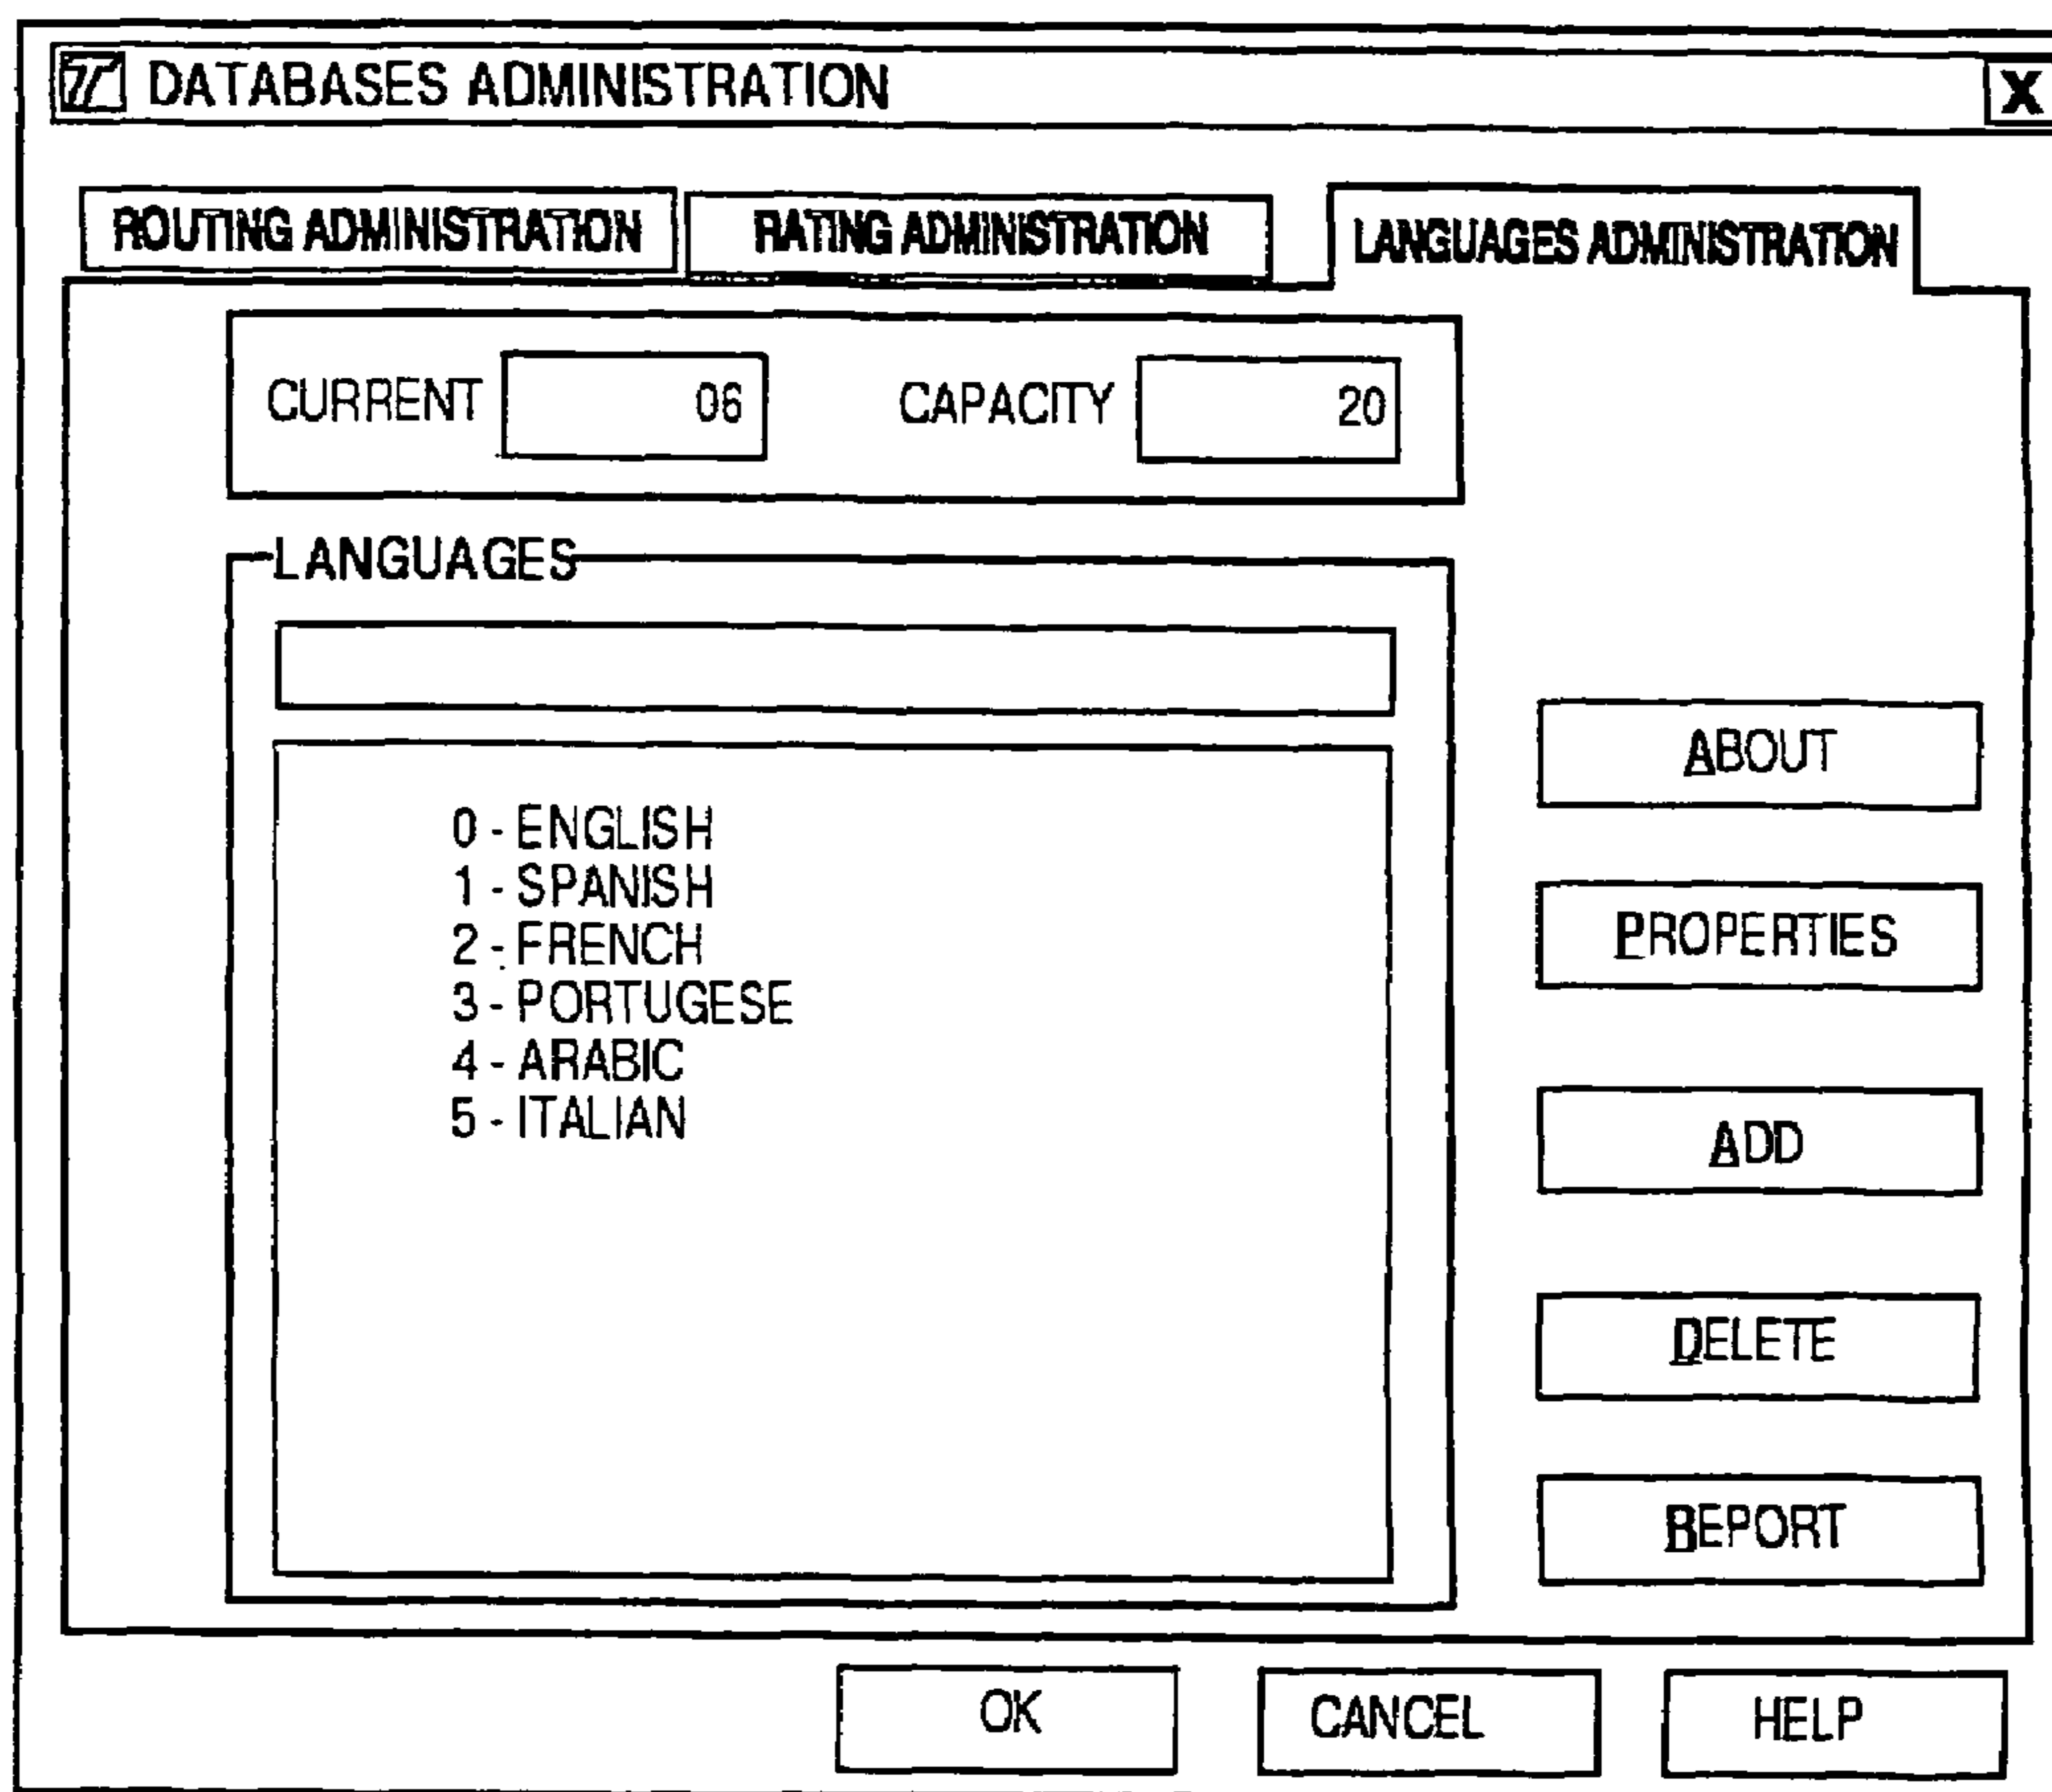 DATABASES ADMINISTRATION X
ROUTING ADMINISTRATION RATING ADMINISTRATION LANGUAGES ADMINISTRATION
CURRENT 06 CAPACITY 20
LANGUAGES
0 - ENGLISH
1 - SPANISH
2 - FRENCH
3 - PORTUGESE
4 - ARABIC
5 - ITALIAN
ABOUT
PROPERTIES
ADD
DELETE
REPORT
OK CANCEL HELP